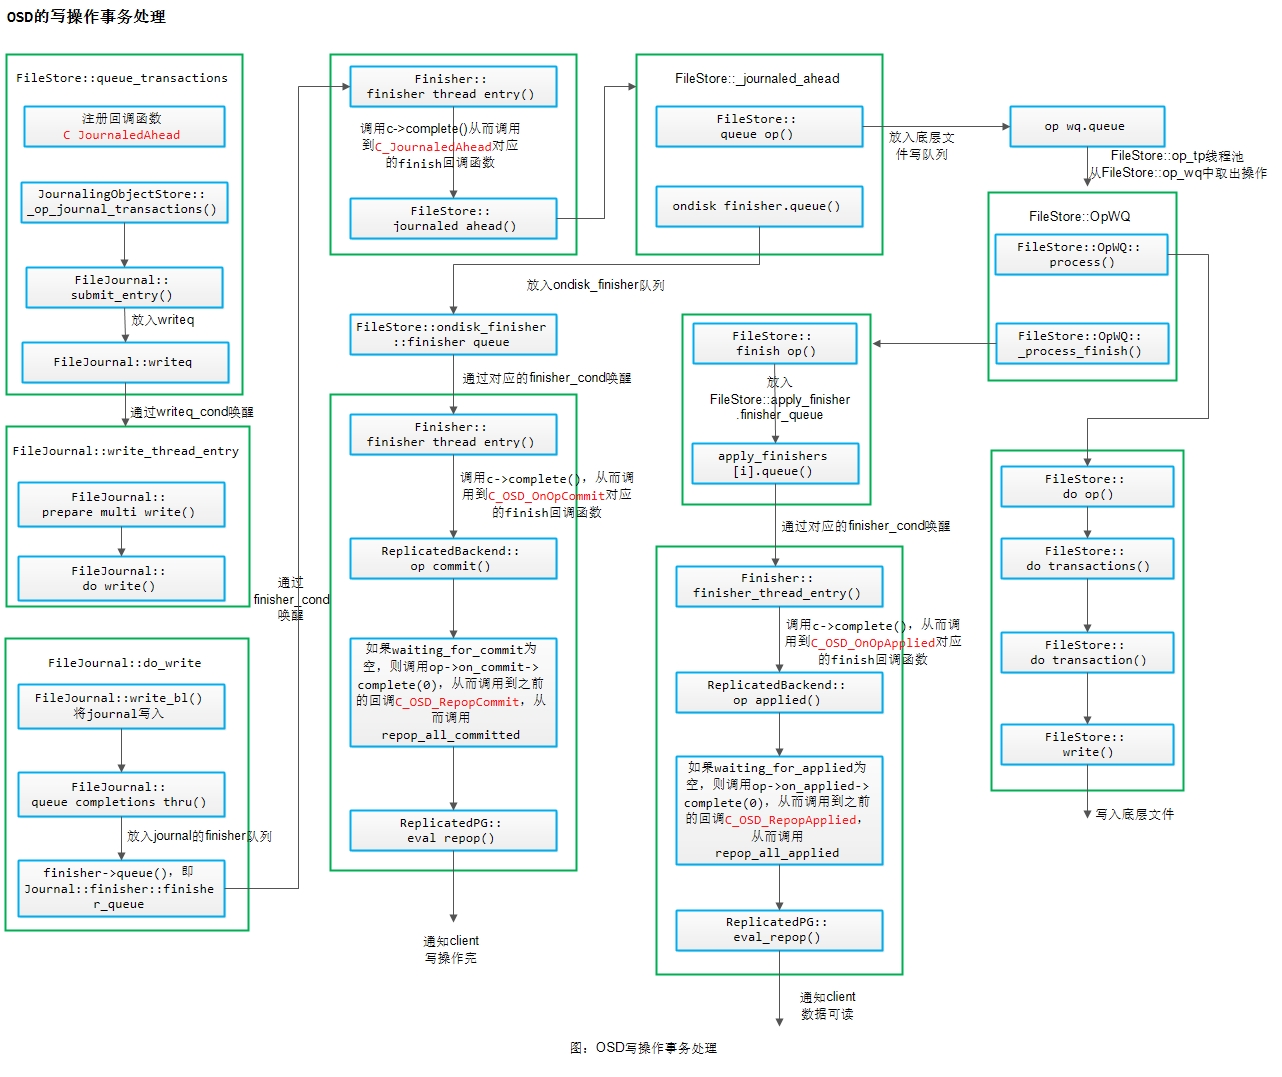 OSD的写操作事务处理
FileStore::queue_transactions
注册回调函数
C JournaledAhead
JournalingObjectStore::
_op_journal_transactions()
FileJournal::
submit_entry()
放入writeq
FileJournal::writeq
通过writeq_cond唤醒
FileJournal::write_thread_entry
FileJournal::
prepare multi write()
FileJournal::
do write()
FileJournal::do_write
FileJournal::write_bl()
将journal写入
FileJournal::
queue completions thru()
放入journal的finisher队列
finisher->queue(), 即
Journal::finisher::finishe
r_queue
通过
finisher_cond
唤醒
Finisher::
finisher thread entry()
调用c->complete()从而调用
到C_JournaledAhead对应
的finish回调函数
FileStore::
journaled ahead()
FileStore::_journaled_ahead
FileStore::
queue op()
ondisk finisher.queue()
放入底层文
件写队列
op wq.queue
FileStore::op_tp线程池
从FileStore::op_wq中取出操作
FileStore::OpWQ
FileStore::OpWQ::
process()
FileStore::OpWQ::
_process_finish()
放入ondisk_finisher队列
FileStore::ondisk_finisher
::finisher queue
通过对应的finisher_cond唤醒
Finisher::
finisher thread entry()
调用c->complete(), 从而调
用到C_OSD_OnOpCommit对应
的finish回调函数
ReplicatedBackend::
op commit()
如果waiting_for_commit为
空, 则调用op->on_commit->
complete(0), 从而调用到之前
的回调C_OSD_RepopCommit, 从
而调用
repop_all_committed
ReplicatedPG::
eval repop()
通知client
写操作完
FileStore::
finish op()
放入
FileStore::apply_finisher
.finisher_queue
apply_finishers
[i].queue()
通过对应的finisher_cond唤醒
Finisher::
finisher_thread_entry()
调用c->complete(), 从而调
用到C_OSD_OnOpApplied对应
的finish回调函数
ReplicatedBackend::
op applied()
如果waiting_for_applied为
空, 则调用op->on_applied->
complete(0), 从而调用到之前
的回调C_OSD_RepopApplied,
从而调用
repop_all_applied
ReplicatedPG::
eval_repop()
通知client
数据可读
FileStore::
do op()
FileStore::
do transactions()
FileStore::
do transaction()
FileStore::
write()
写入底层文件
图: OSD写操作事务处理